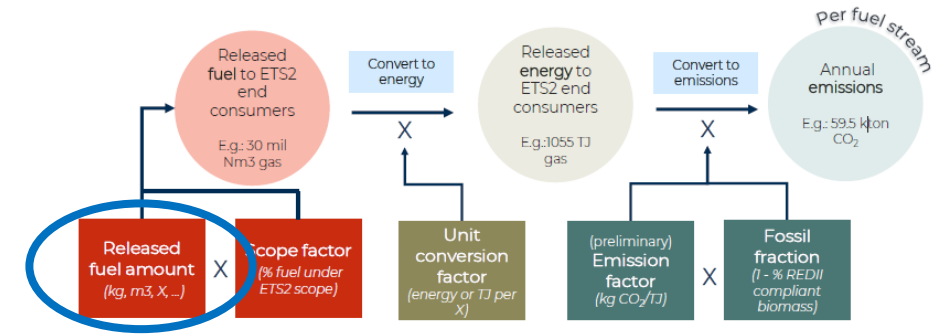 Per fuel stream
Released
fuel to ETS2
end
consumers
E.g.: 30 mil
Nm3 gas
Convert to
energy
X
Released
energy to
ETS2 end
consumers
E.g.:1055 TJ
gas
Convert to
emissions
X
Annual
emissions
E.g.: 59.5 kton
CO₂
Released
fuel amount
(kg, m3, X, ...)
X
Scope factor
(% fuel under
ETS2 scope)
Unit
conversion
factor
(energy or TJ per
X)
(preliminary)
Emission
factor
(kg CO₂/TJ)
X
Fossil
fraction
(1 - % REDII
compliant
biomass)